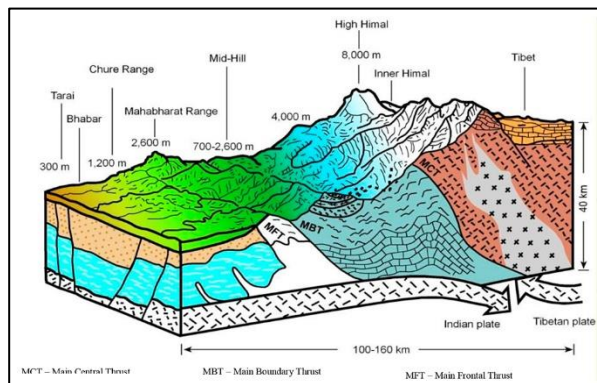 High Himal
8,000 m
Mid-Hill
Inner Himal
Tibet
Chure Range
Tarai
Mahabharat Range
4,000 m
Bhabar
2,600 m
700-2,600 m
1,200 m
300 m
MCT
40 km
MBT
MFT
Indian plate
Tibetan plate
100-160 km
MCT – Main Central Thrust
MBT – Main Boundary Thrust
MFT – Main Frontal Thrust